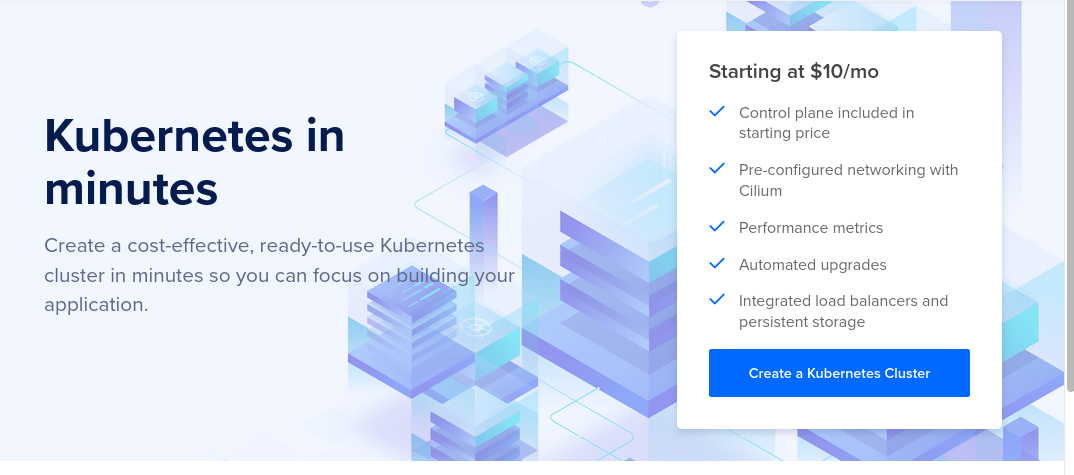 Kubernetes in
minutes
Create a cost-effective, ready-to-use Kubernetes
cluster in minutes so you can focus on building your
application.
Starting at $10/mo
Control plane included in
starting price
Pre-configured networking with
Cilium
Performance metrics
Automated upgrades
Integrated load balancers and
persistent storage
Create a Kubernetes Cluster